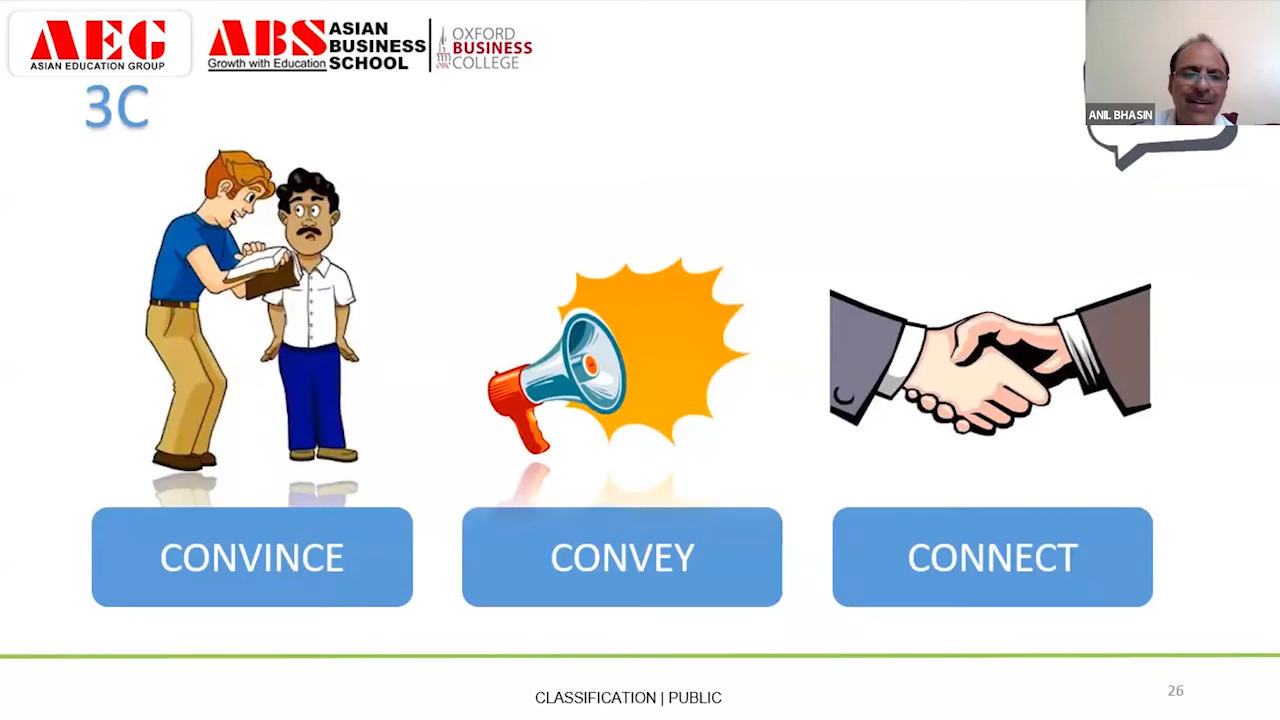 AEG
ASIAN EDUCATION GROUP
ABS
Growth with Education
ASIAN
BUSINESS
SCHOOL
OXFORD
BUSINESS
COLLEGE
3C
ANIL BHASIN
CONVINCE
CONVEY
CONNECT
CLASSIFICATION | PUBLIC
26